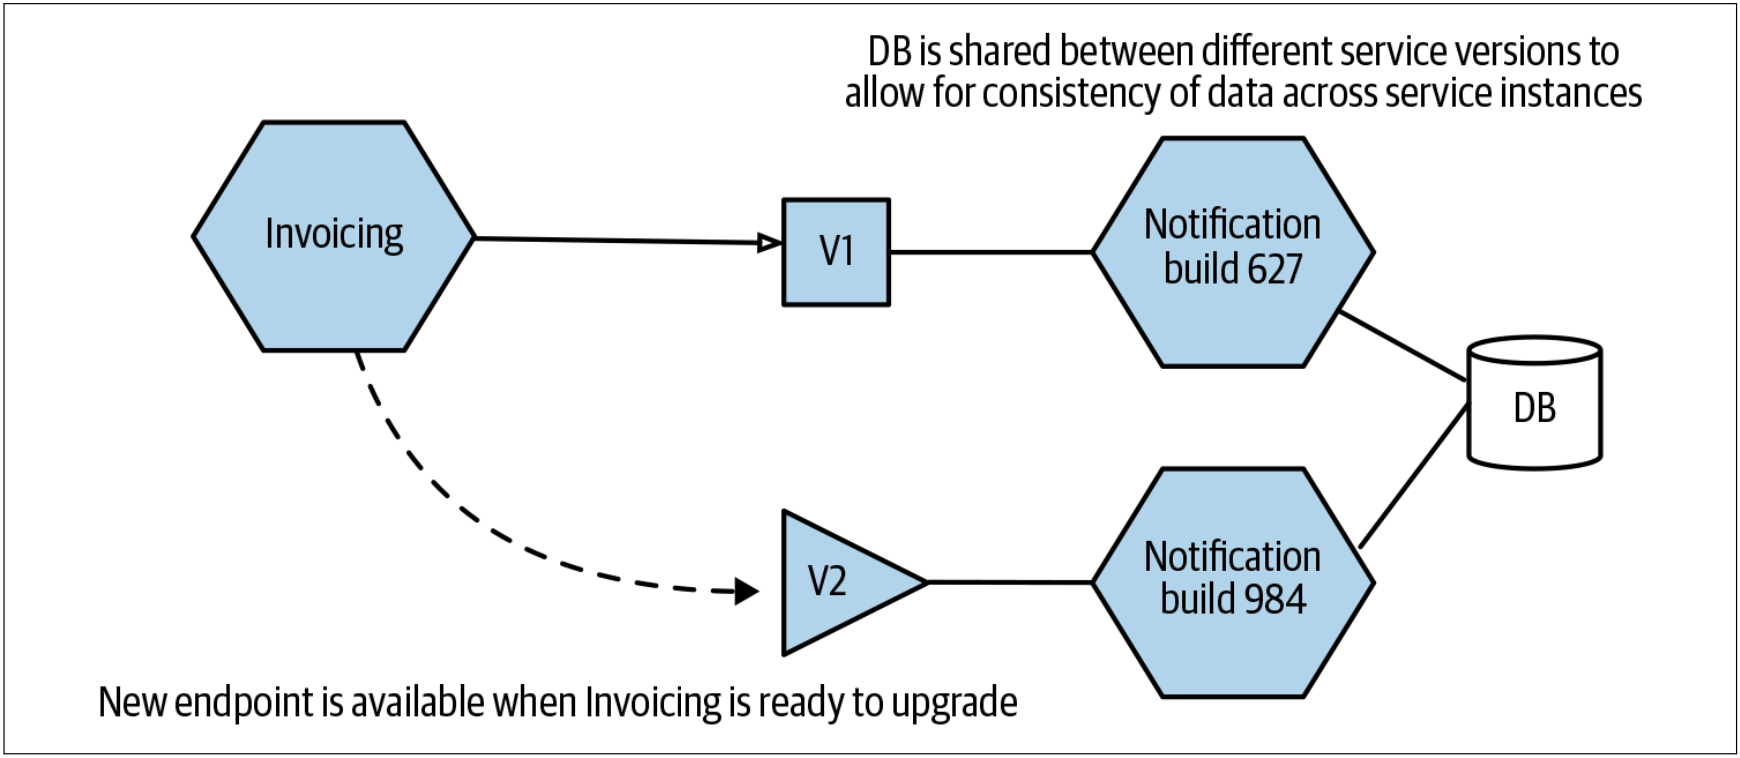 DB is shared between different service versions to
allow for consistency of data across service instances
Invoicing
V1
Notification
build 627
DB
V2
Notification
build 984
New endpoint is available when Invoicing is ready to upgrade